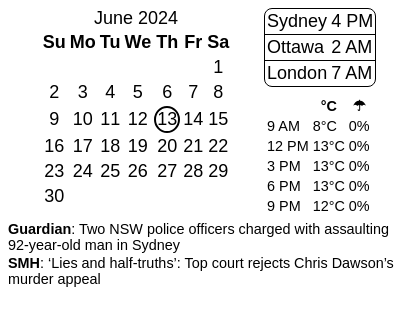 June 2024
Su Mo Tu We Th Fr Sa
1
2 3 4 5 6 7 8
9 10 11 12 13 14 15
16 17 18 19 20 21 22
23 24 25 26 27 28 29
30
Sydney 4 PM
Ottawa 2 AM
London 7 AM
°C ☂
9 AM 8°C 0%
12 PM 13°C 0%
3 PM 13°C 0%
6 PM 13°C 0%
9 PM 12°C 0%
Guardian: Two NSW police officers charged with assaulting
92-year-old man in Sydney
SMH: ‘Lies and half-truths’: Top court rejects Chris Dawson’s
murder appeal